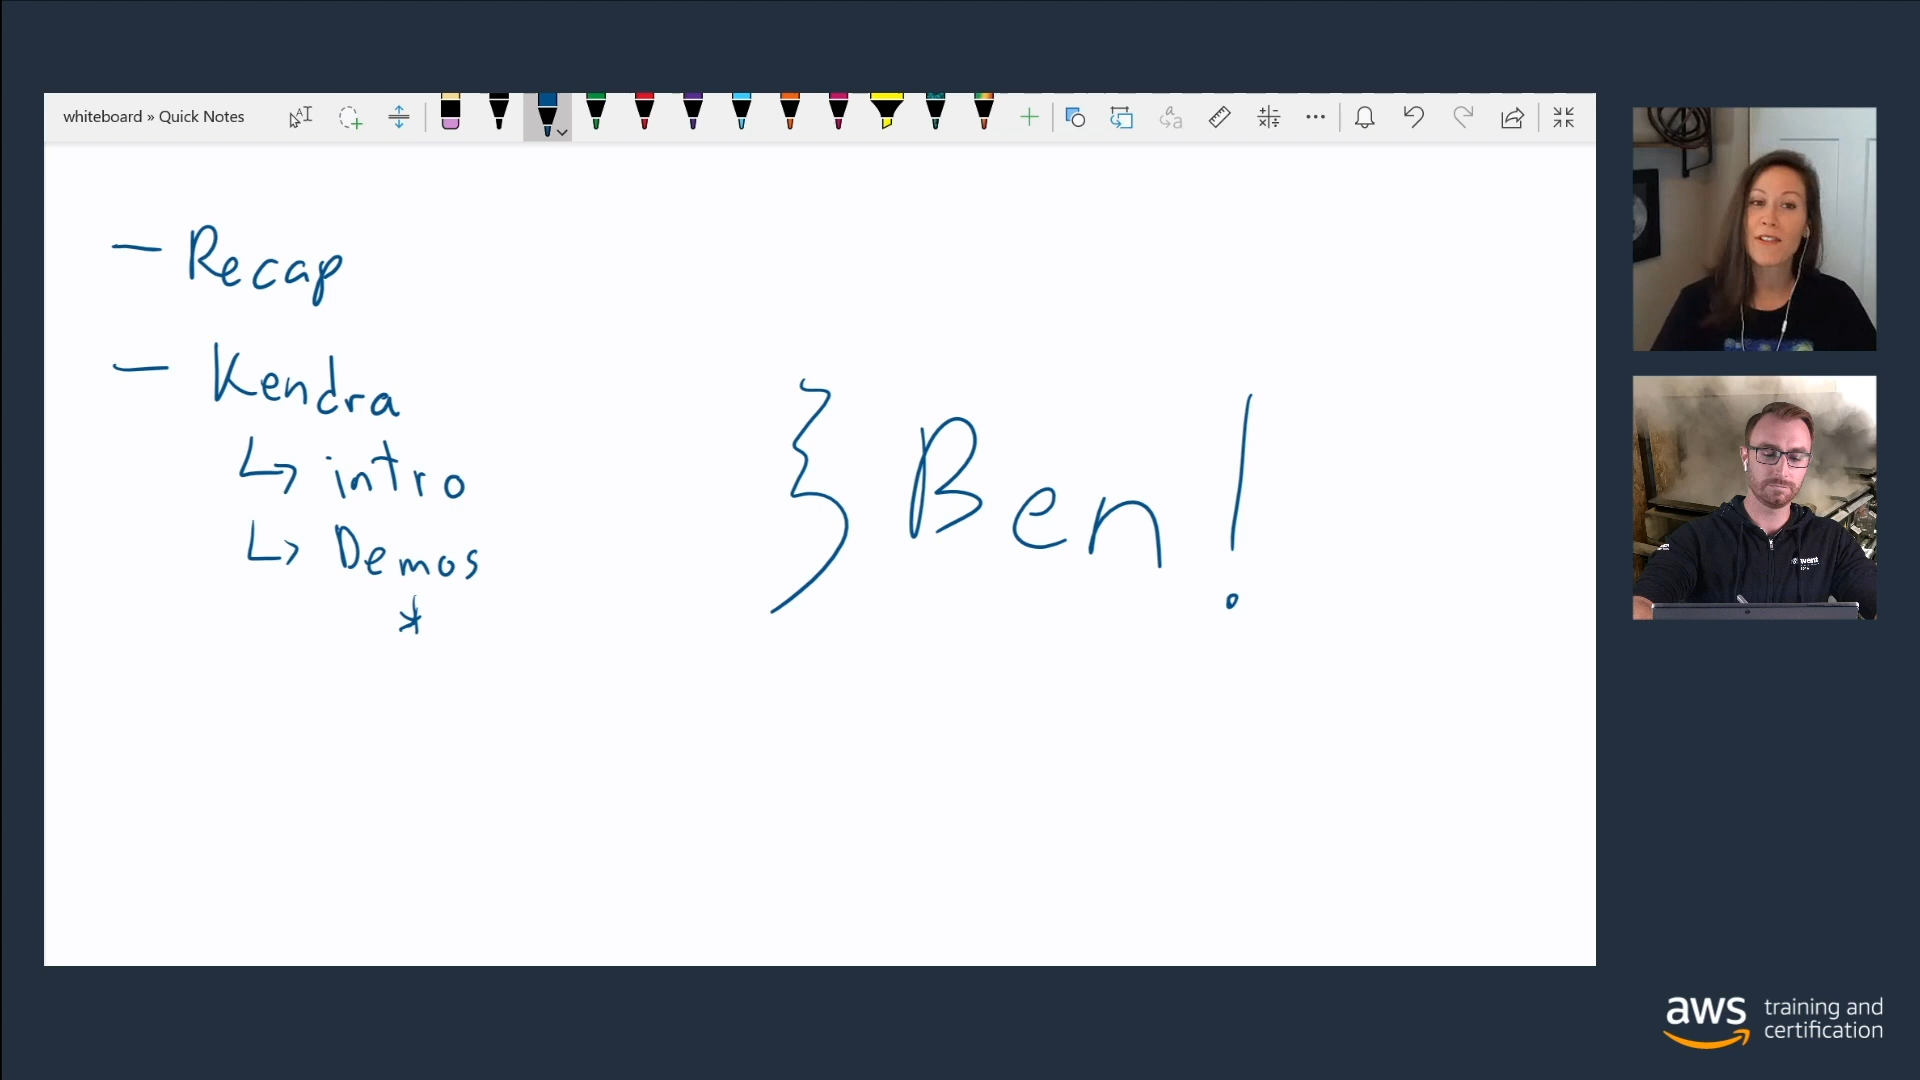 whiteboard » Quick Notes
– Recap
– Kendra
↳ intro
↳ Demos
*
} Ben!
aws training and
certification